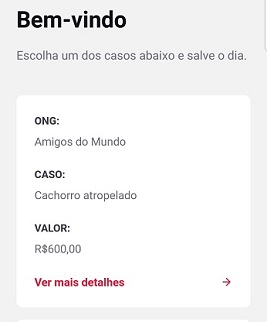 Bem-vindo
Escolha um dos casos abaixo e salve o dia.
ONG:
Amigos do Mundo
CASO:
Cachorro atropelado
VALOR:
R$600,00
Ver mais detalhes